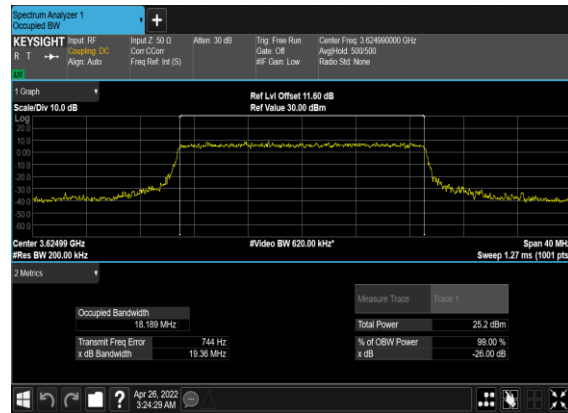 Spectrum Analyzer 1
Occupied BW
KEYSIGHT
R T
LXI
Input: RF
Coupling: DC
Align: Auto
Input Z: 50 Ω
Corr CCorr
Freq Ref: Int (S)
Atten: 30 dB
Trig: Free Run
Gate: Off
#IF Gain: Low
Center Freq: 3.624990000 GHz
Avg|Hold: 500/500
Radio Std: None
1 Graph
Scale/Div 10.0 dB
Ref Lvl Offset 11.60 dB
Ref Value 30.00 dBm
Log
20.0
10.0
0.00
-10.0
-20.0
-30.0
-40.0
-50.0
-60.0
Center 3.62499 GHz
#Video BW 620.00 kHz*
Span 40 MHz
#Res BW 200.00 kHz
Sweep 1.27 ms (1001 pts
2 Metrics
Measure Trace
Trace 1
Occupied Bandwidth
18.189 MHz
Total Power
25.2 dBm
Transmit Freq Error
744 Hz
% of OBW Power
99.00 %
x dB Bandwidth
19.36 MHz
x dB
-26.00 dB
Apr 26, 2022
3:24:29 AM